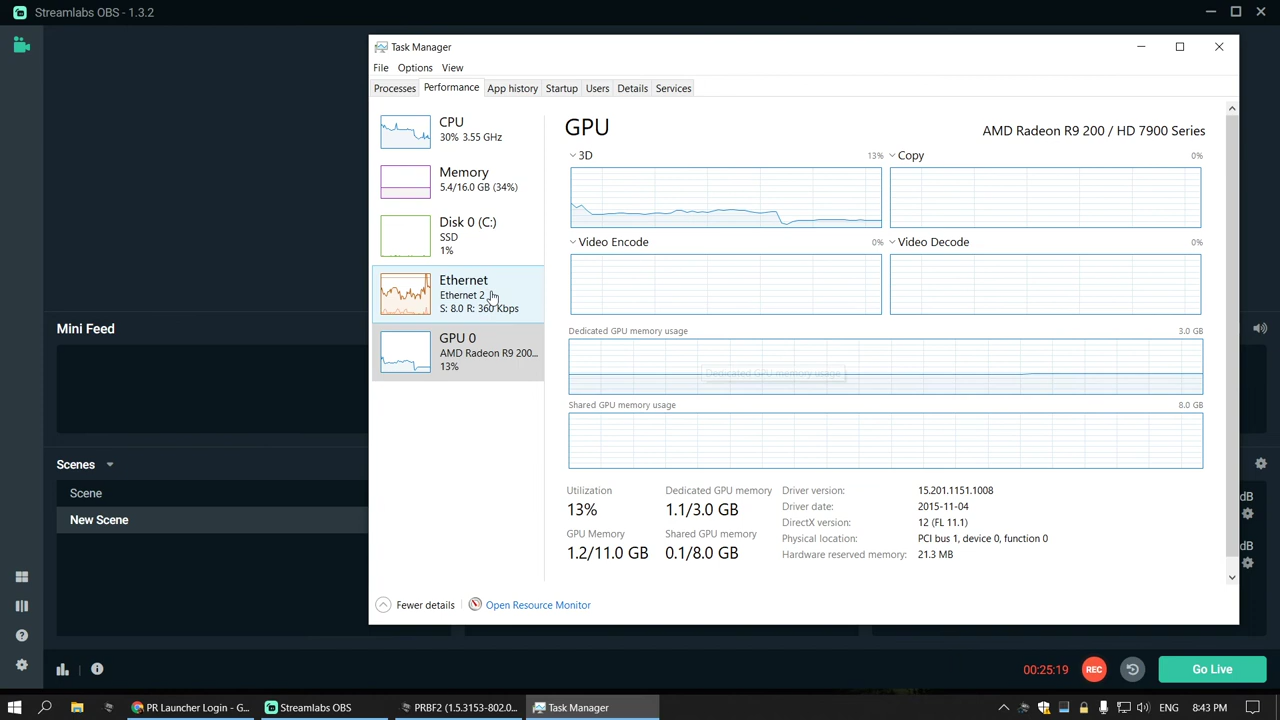 Streamlabs OBS - 1.3.2
Task Manager
File Options View
Processes Performance App history Startup Users Details Services
CPU
30% 3.55 GHz
Memory
5.4/16.0 GB (34%)
Disk 0 (C:)
SSD
1%
Ethernet
Ethernet 2
S: 8.0 R: 360 Kbps
GPU 0
AMD Radeon R9 200...
13%
GPU
AMD Radeon R9 200 / HD 7900 Series
3D 13% Copy 0%
Video Encode 0% Video Decode 0%
Dedicated GPU memory usage 3.0 GB
Dedicated GPU memory usage
Shared GPU memory usage 8.0 GB
Utilization
13%
Dedicated GPU memory
1.1/3.0 GB
GPU Memory
1.2/11.0 GB
Shared GPU memory
0.1/8.0 GB
Driver version: 15.201.1151.1008
Driver date: 2015-11-04
DirectX version: 12 (FL 11.1)
Physical location: PCI bus 1, device 0, function 0
Hardware reserved memory: 21.3 MB
Fewer details Open Resource Monitor
Mini Feed
Scenes
Scene
New Scene
dB
dB
00:25:19 REC Go Live
PR Launcher Login - G... Streamlabs OBS PRBF2 (1.5.3153-802.0... Task Manager ENG 8:43 PM